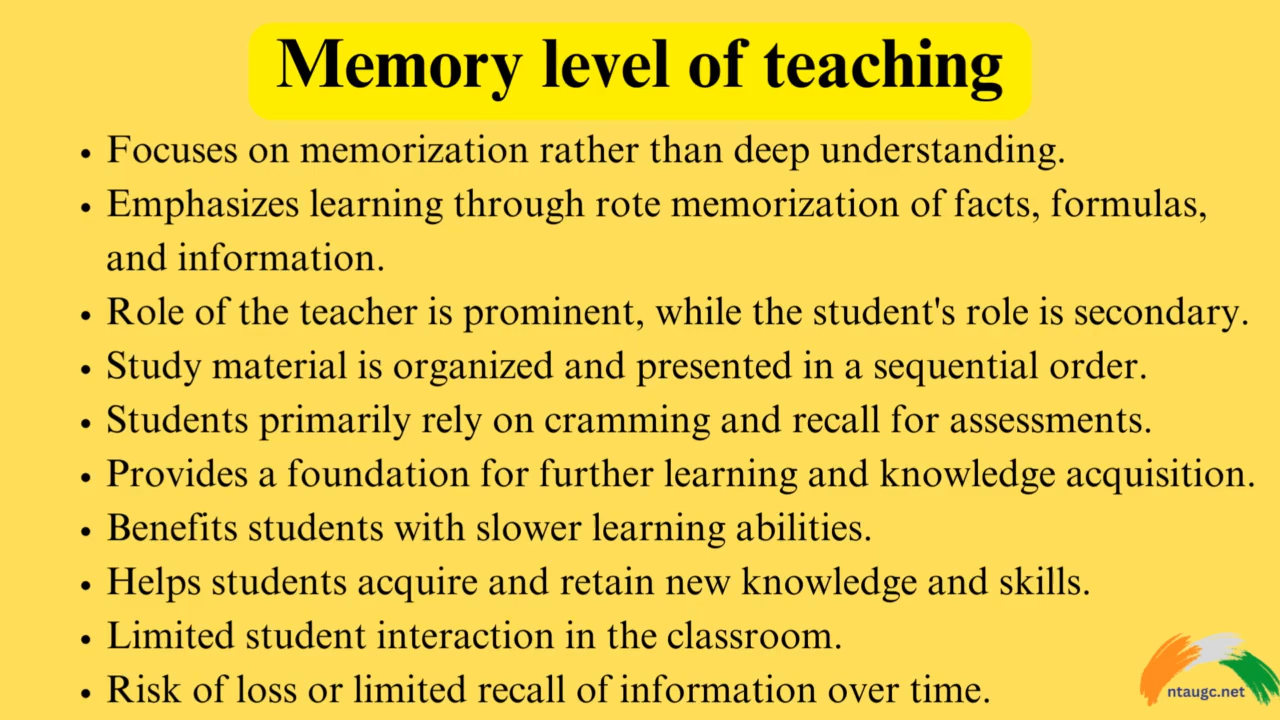 Memory level of teaching
• Focuses on memorization rather than deep understanding.
• Emphasizes learning through rote memorization of facts, formulas,
and information.
• Role of the teacher is prominent, while the student's role is secondary.
• Study material is organized and presented in a sequential order.
• Students primarily rely on cramming and recall for assessments.
• Provides a foundation for further learning and knowledge acquisition.
• Benefits students with slower learning abilities.
• Helps students acquire and retain new knowledge and skills.
• Limited student interaction in the classroom.
• Risk of loss or limited recall of information over time.
ntaugc.net